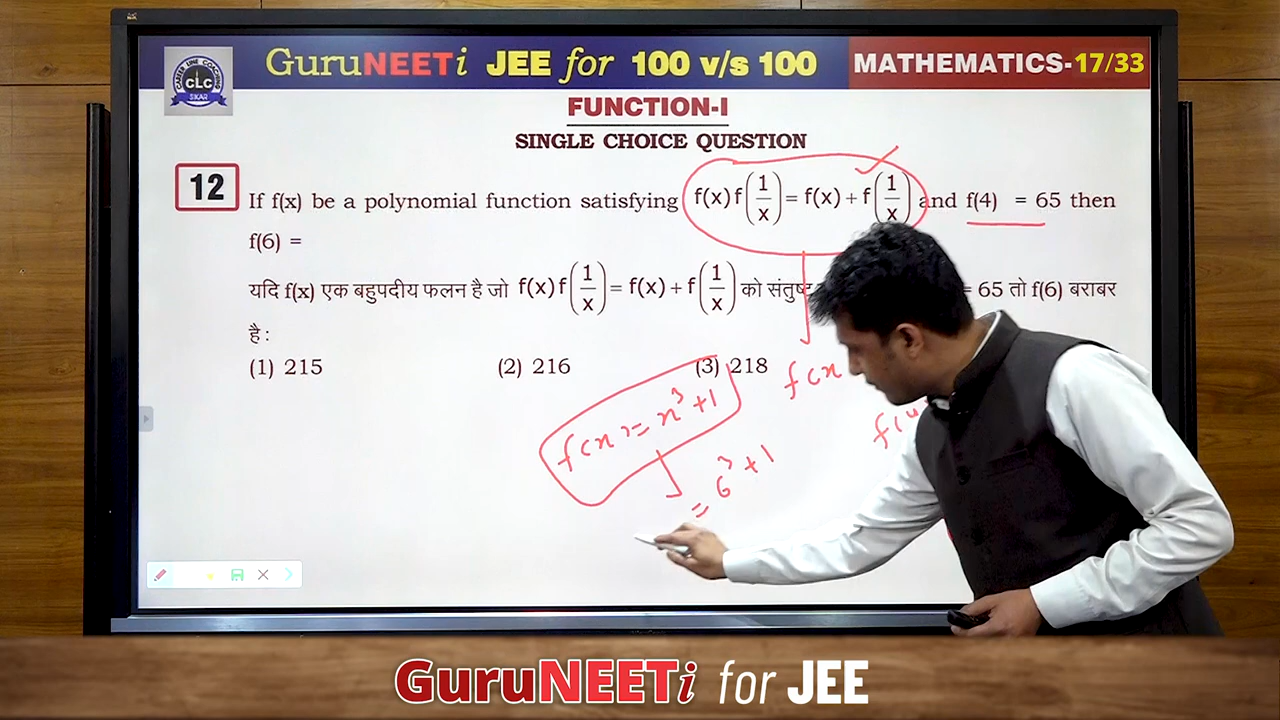 CLC
SIKAR
GuruNEETi JEE for 100 v/s 100
MATHEMATICS-17/33
FUNCTION-I
SINGLE CHOICE QUESTION
12
If f(x) be a polynomial function satisfying f(x) f(1/x) = f(x) + f(1/x) and f(4) = 65 then
f(6) =
यदि f(x) एक बहुपदीय फलन है जो f(x) f(1/x) = f(x) + f(1/x) को = 65 तो f(6) बराबर
है :
(1) 215 (2) 216 (3) 218
f(x
f(x) = x³+1
= 6³+1
GuruNEETi for JEE